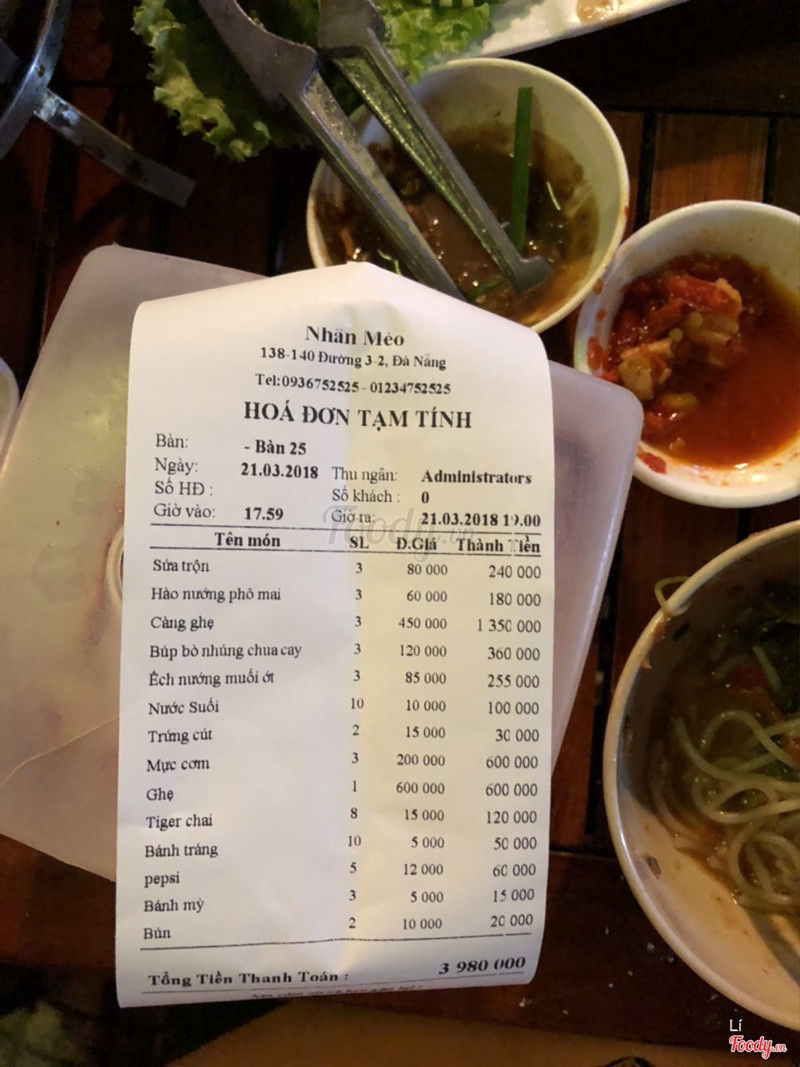 Nhân Mẻo
138-140 Đường 3-2, Đà Nẵng
Tel:0936752525 - 01234752525
HOÁ ĐƠN TẠM TÍNH
Bàn: - Bàn 25
Ngày: 21.03.2018 Thu ngân: Administrators
Số HĐ : Số khách : 0
Giờ vào: 17.59 Giờ ra: 21.03.2018 19.00
Tên món SL Đ.Giá Thành Tiền
Sứa trộn 3 80 000 240 000
Hào nướng phô mai 3 60 000 180 000
Càng ghẹ 3 450 000 1 350 000
Búp bò nhúng chua cay 3 120 000 360 000
Êch nướng muối ớt 3 85 000 255 000
Nước Suối 10 10 000 100 000
Trứng cút 2 15 000 30 000
Mực cơm 3 200 000 600 000
Ghẹ 1 600 000 600 000
Tiger chai 8 15 000 120 000
Bánh tráng 10 5 000 50 000
pepsi 5 12 000 60 000
Bánh mỳ 3 5 000 15 000
Bún 2 10 000 20 000
Tổng Tiền Thanh Toán : 3 980 000
Foody.vn
Lí
Foody.vn